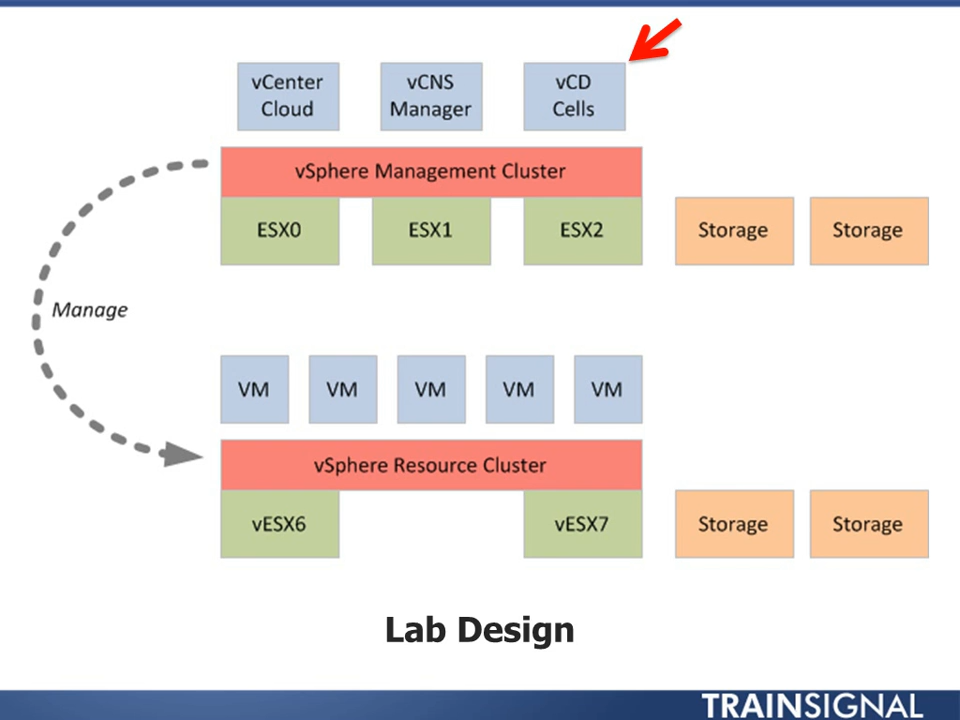 vCenter
Cloud
vCNS
Manager
vCD
Cells
vSphere Management Cluster
ESX0
ESX1
ESX2
Storage
Storage
Manage
VM
VM
VM
VM
VM
vSphere Resource Cluster
vESX6
vESX7
Storage
Storage
Lab Design
TRAINSIGNAL